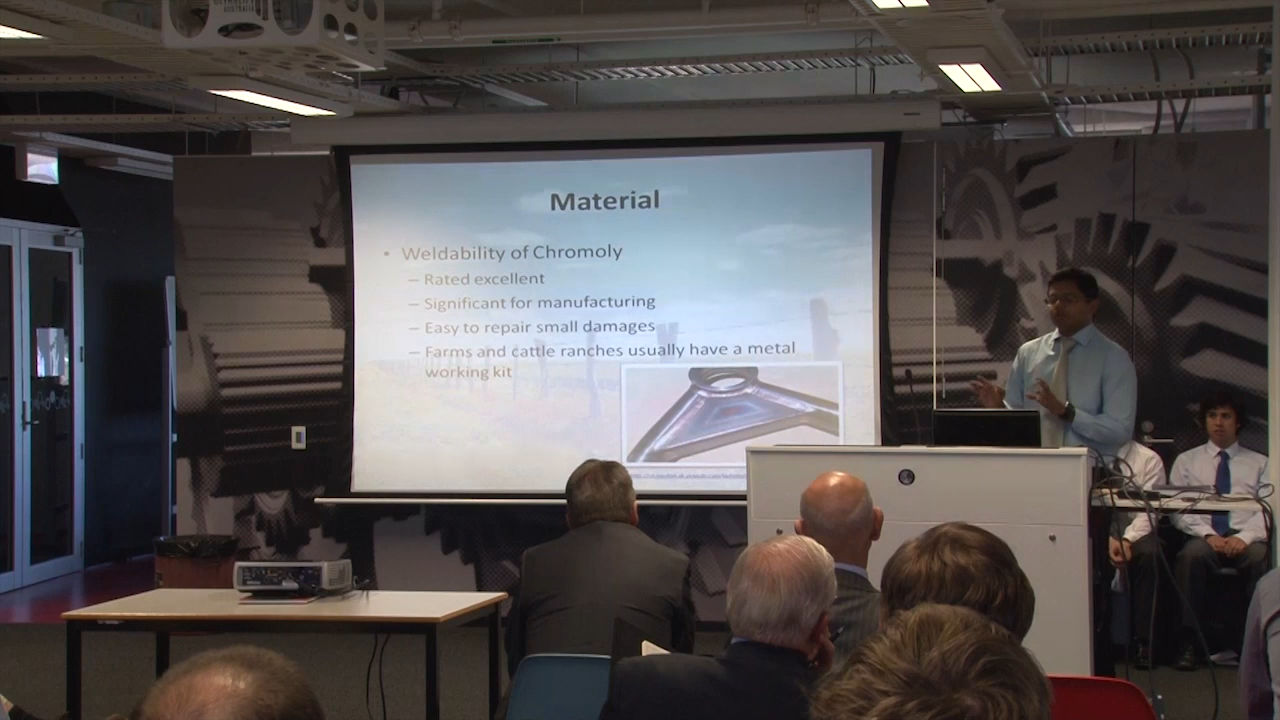 Material
• Weldability of Chromoly
– Rated excellent
– Significant for manufacturing
– Easy to repair small damages
– Farms and cattle ranches usually have a metal
working kit